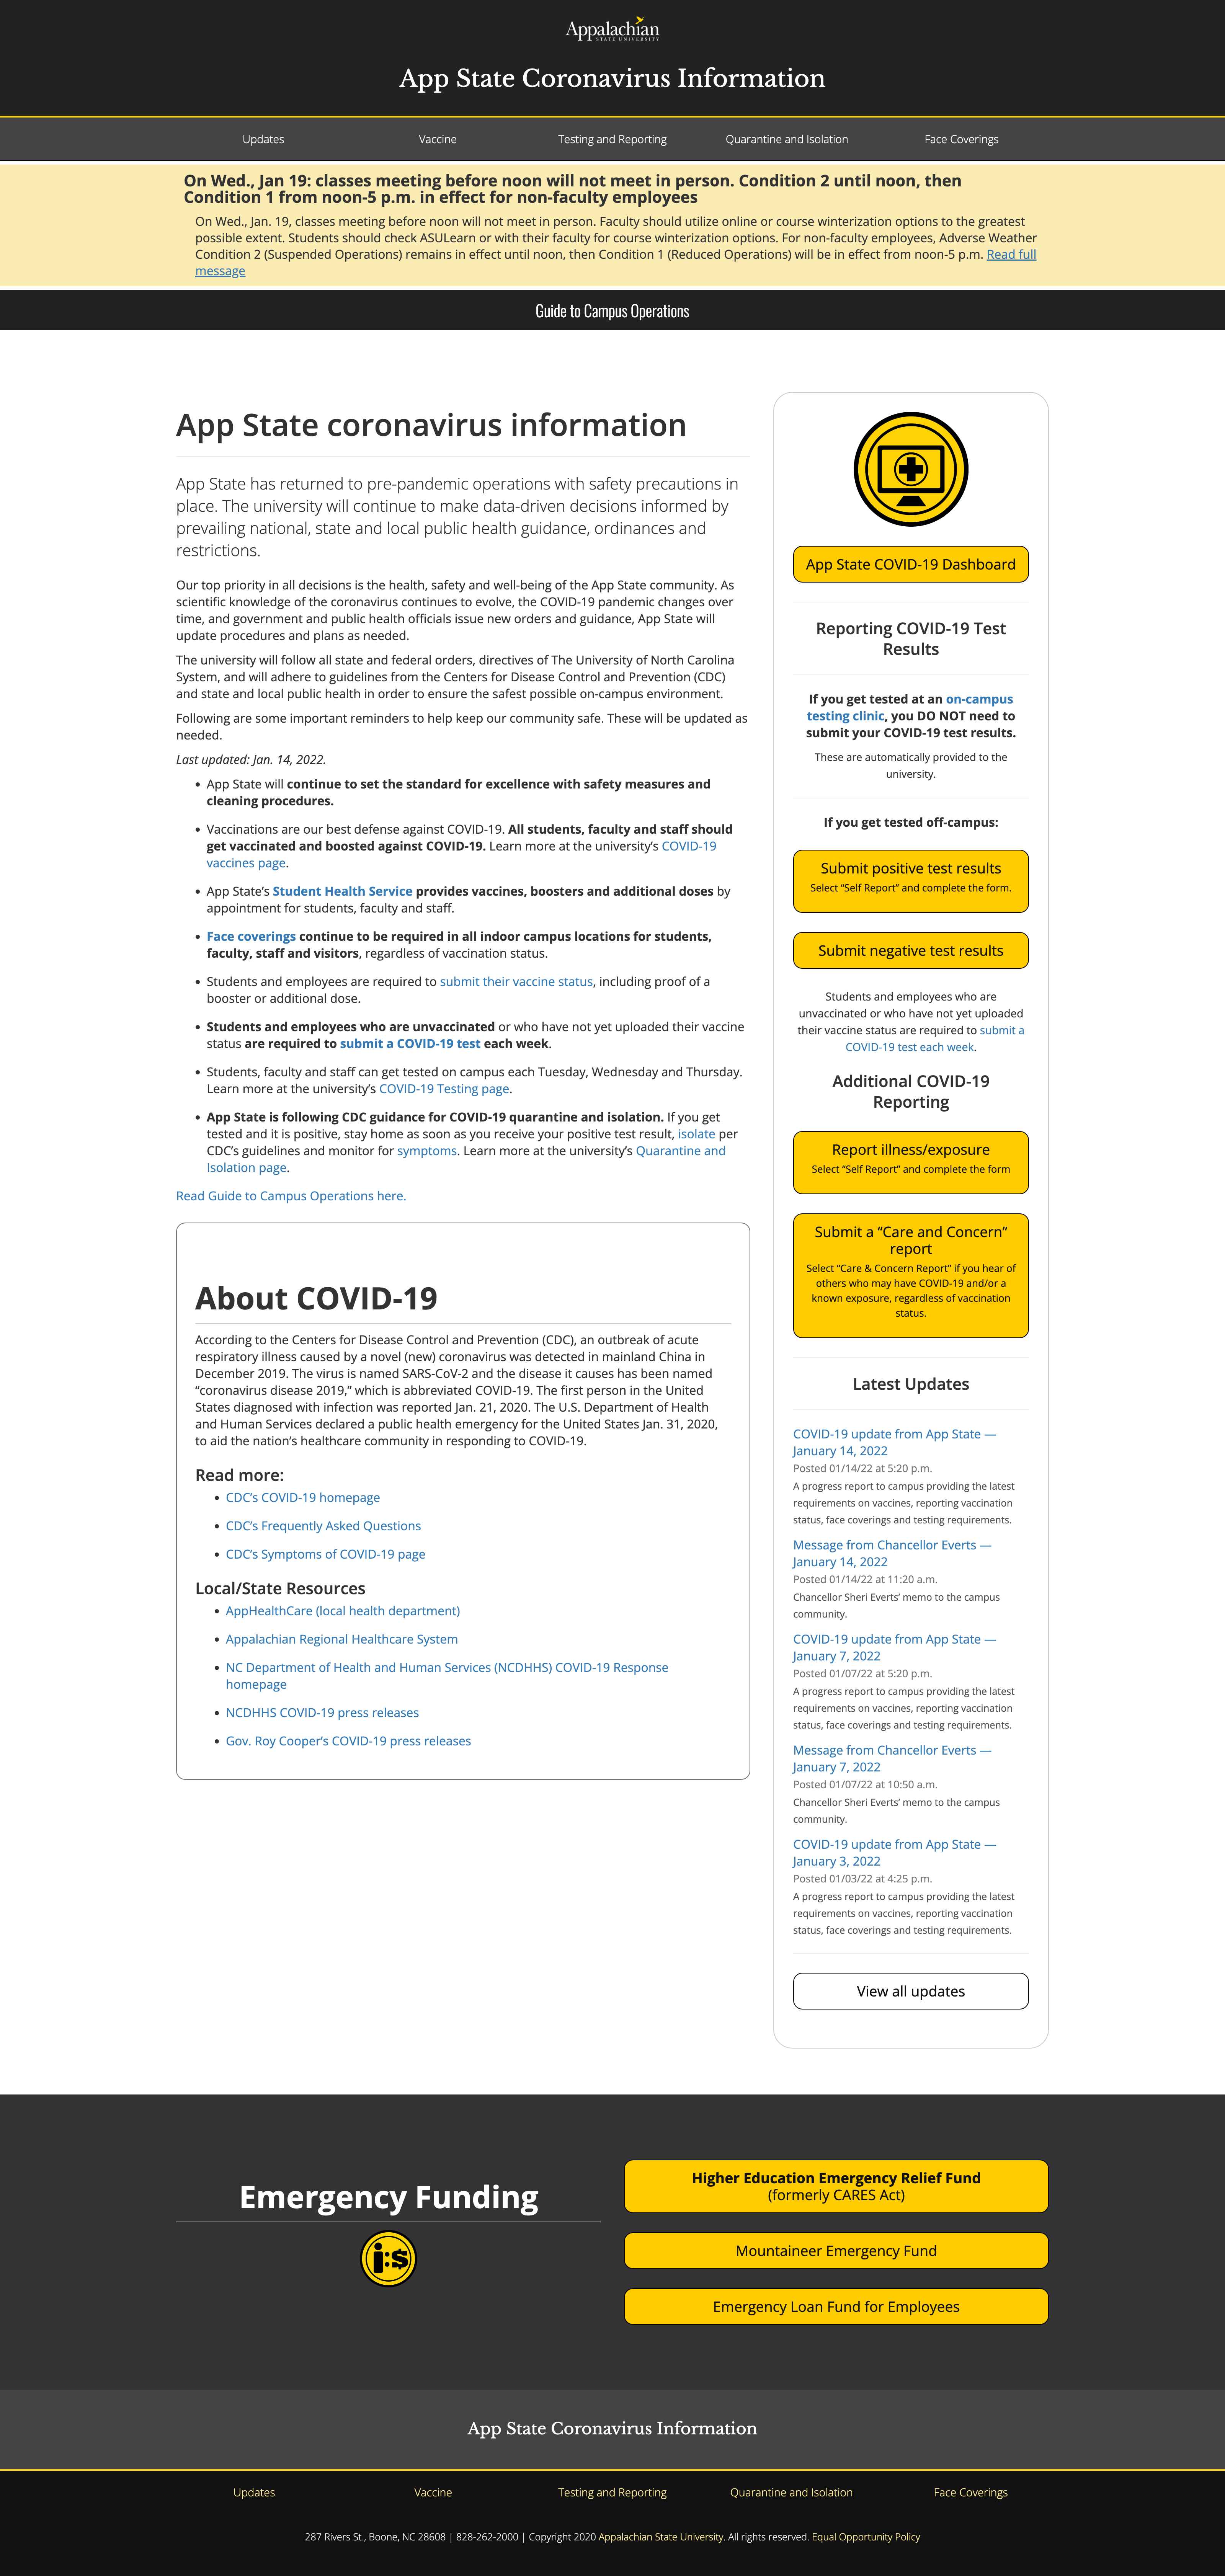 Appalachian
STATE UNIVERSITY
App State Coronavirus Information
Updates
Vaccine
Testing and Reporting
Quarantine and Isolation
Face Coverings
On Wed., Jan 19: classes meeting before noon will not meet in person. Condition 2 until noon, then
Condition 1 from noon-5 p.m. in effect for non-faculty employees
On Wed., Jan. 19, classes meeting before noon will not meet in person. Faculty should utilize online or course winterization options to the greatest
possible extent. Students should check ASULearn or with their faculty for course winterization options. For non-faculty employees, Adverse Weather
Condition 2 (Suspended Operations) remains in effect until noon, then Condition 1 (Reduced Operations) will be in effect from noon-5 p.m. Read full
message
Guide to Campus Operations
App State coronavirus information
App State has returned to pre-pandemic operations with safety precautions in
place. The university will continue to make data-driven decisions informed by
prevailing national, state and local public health guidance, ordinances and
restrictions.
Our top priority in all decisions is the health, safety and well-being of the App State community. As
scientific knowledge of the coronavirus continues to evolve, the COVID-19 pandemic changes over
time, and government and public health officials issue new orders and guidance, App State will
update procedures and plans as needed.
The university will follow all state and federal orders, directives of The University of North Carolina
System, and will adhere to guidelines from the Centers for Disease Control and Prevention (CDC)
and state and local public health in order to ensure the safest possible on-campus environment.
Following are some important reminders to help keep our community safe. These will be updated as
needed.
Last updated: Jan. 14, 2022.
• App State will continue to set the standard for excellence with safety measures and
cleaning procedures.
• Vaccinations are our best defense against COVID-19. All students, faculty and staff should
get vaccinated and boosted against COVID-19. Learn more at the university's COVID-19
vaccines page.
• App State's Student Health Service provides vaccines, boosters and additional doses by
appointment for students, faculty and staff.
• Face coverings continue to be required in all indoor campus locations for students,
faculty, staff and visitors, regardless of vaccination status.
• Students and employees are required to submit their vaccine status, including proof of a
booster or additional dose.
• Students and employees who are unvaccinated or who have not yet uploaded their vaccine
status are required to submit a COVID-19 test each week.
• Students, faculty and staff can get tested on campus each Tuesday, Wednesday and Thursday.
Learn more at the university's COVID-19 Testing page.
• App State is following CDC guidance for COVID-19 quarantine and isolation. If you get
tested and it is positive, stay home as soon as you receive your positive test result, isolate per
CDC's guidelines and monitor for symptoms. Learn more at the university's Quarantine and
Isolation page.
Read Guide to Campus Operations here.
About COVID-19
According to the Centers for Disease Control and Prevention (CDC), an outbreak of acute
respiratory illness caused by a novel (new) coronavirus was detected in mainland China in
December 2019. The virus is named SARS-CoV-2 and the disease it causes has been named
“coronavirus disease 2019,” which is abbreviated COVID-19. The first person in the United
States diagnosed with infection was reported Jan. 21, 2020. The U.S. Department of Health
and Human Services declared a public health emergency for the United States Jan. 31, 2020,
to aid the nation's healthcare community in responding to COVID-19.
Read more:
• CDC's COVID-19 homepage
• CDC's Frequently Asked Questions
• CDC's Symptoms of COVID-19 page
Local/State Resources
• AppHealthCare (local health department)
• Appalachian Regional Healthcare System
• NC Department of Health and Human Services (NCDHHS) COVID-19 Response
homepage
• NCDHHS COVID-19 press releases
• Gov. Roy Cooper's COVID-19 press releases
App State COVID-19 Dashboard
Reporting COVID-19 Test
Results
If you get tested at an on-campus
testing clinic, you DO NOT need to
submit your COVID-19 test results.
These are automatically provided to the
university.
If you get tested off-campus:
Submit positive test results
Select “Self Report” and complete the form.
Submit negative test results
Students and employees who are
unvaccinated or who have not yet uploaded
their vaccine status are required to submit a
COVID-19 test each week.
Additional COVID-19
Reporting
Report illness/exposure
Select “Self Report” and complete the form
Submit a “Care and Concern”
report
Select “Care & Concern Report” if you hear of
others who may have COVID-19 and/or a
known exposure, regardless of vaccination
status.
Latest Updates
COVID-19 update from App State —
January 14, 2022
Posted 01/14/22 at 5:20 p.m.
A progress report to campus providing the latest
requirements on vaccines, reporting vaccination
status, face coverings and testing requirements.
Message from Chancellor Everts —
January 14, 2022
Posted 01/14/22 at 11:20 a.m.
Chancellor Sheri Everts' memo to the campus
community.
COVID-19 update from App State —
January 7, 2022
Posted 01/07/22 at 5:20 p.m.
A progress report to campus providing the latest
requirements on vaccines, reporting vaccination
status, face coverings and testing requirements.
Message from Chancellor Everts —
January 7, 2022
Posted 01/07/22 at 10:50 a.m.
Chancellor Sheri Everts' memo to the campus
community.
COVID-19 update from App State —
January 3, 2022
Posted 01/03/22 at 4:25 p.m.
A progress report to campus providing the latest
requirements on vaccines, reporting vaccination
status, face coverings and testing requirements.
View all updates
Emergency Funding
i:$
Higher Education Emergency Relief Fund
(formerly CARES Act)
Mountaineer Emergency Fund
Emergency Loan Fund for Employees
App State Coronavirus Information
Updates
Vaccine
Testing and Reporting
Quarantine and Isolation
Face Coverings
287 Rivers St., Boone, NC 28608 | 828-262-2000 | Copyright 2020 Appalachian State University. All rights reserved. Equal Opportunity Policy